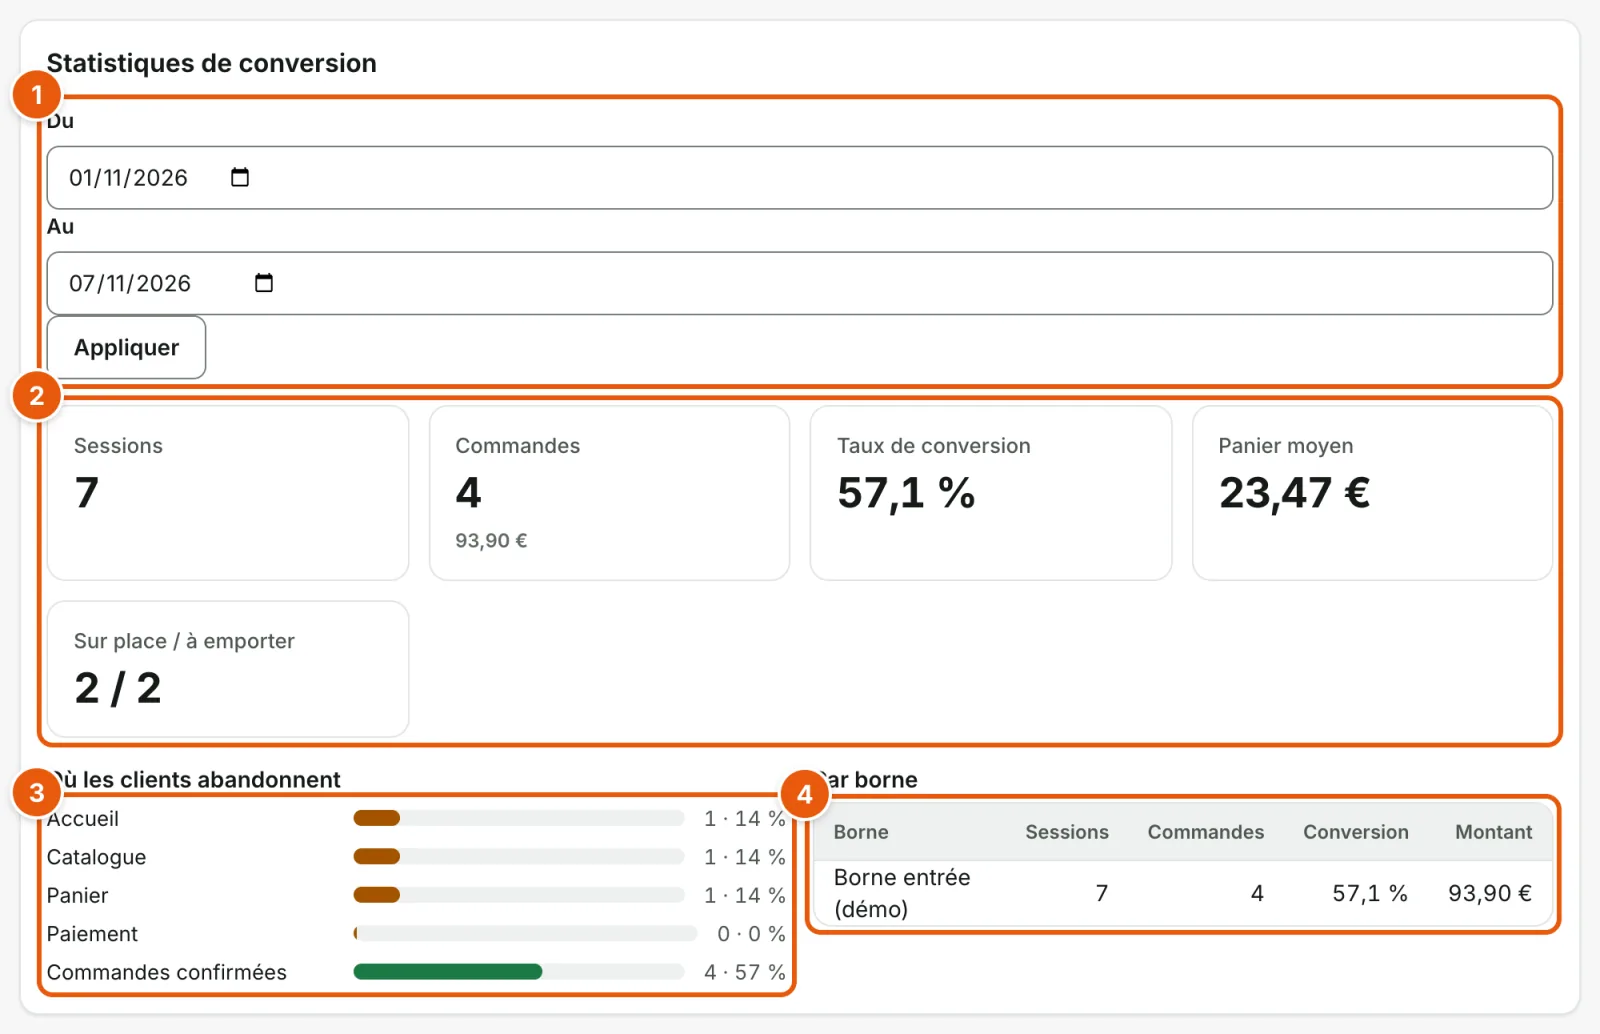 Statistiques de conversion
1
Du
01/11/2026
Au
07/11/2026
Appliquer
2
Sessions
7
Commandes
4
93,90 €
Taux de conversion
57,1 %
Panier moyen
23,47 €
Sur place / à emporter
2 / 2
3
Où les clients abandonnent
Accueil 1 · 14 %
Catalogue 1 · 14 %
Panier 1 · 14 %
Paiement 0 · 0 %
Commandes confirmées 4 · 57 %
4
Par borne
Borne Sessions Commandes Conversion Montant
Borne entrée
(démo) 7 4 57,1 % 93,90 €